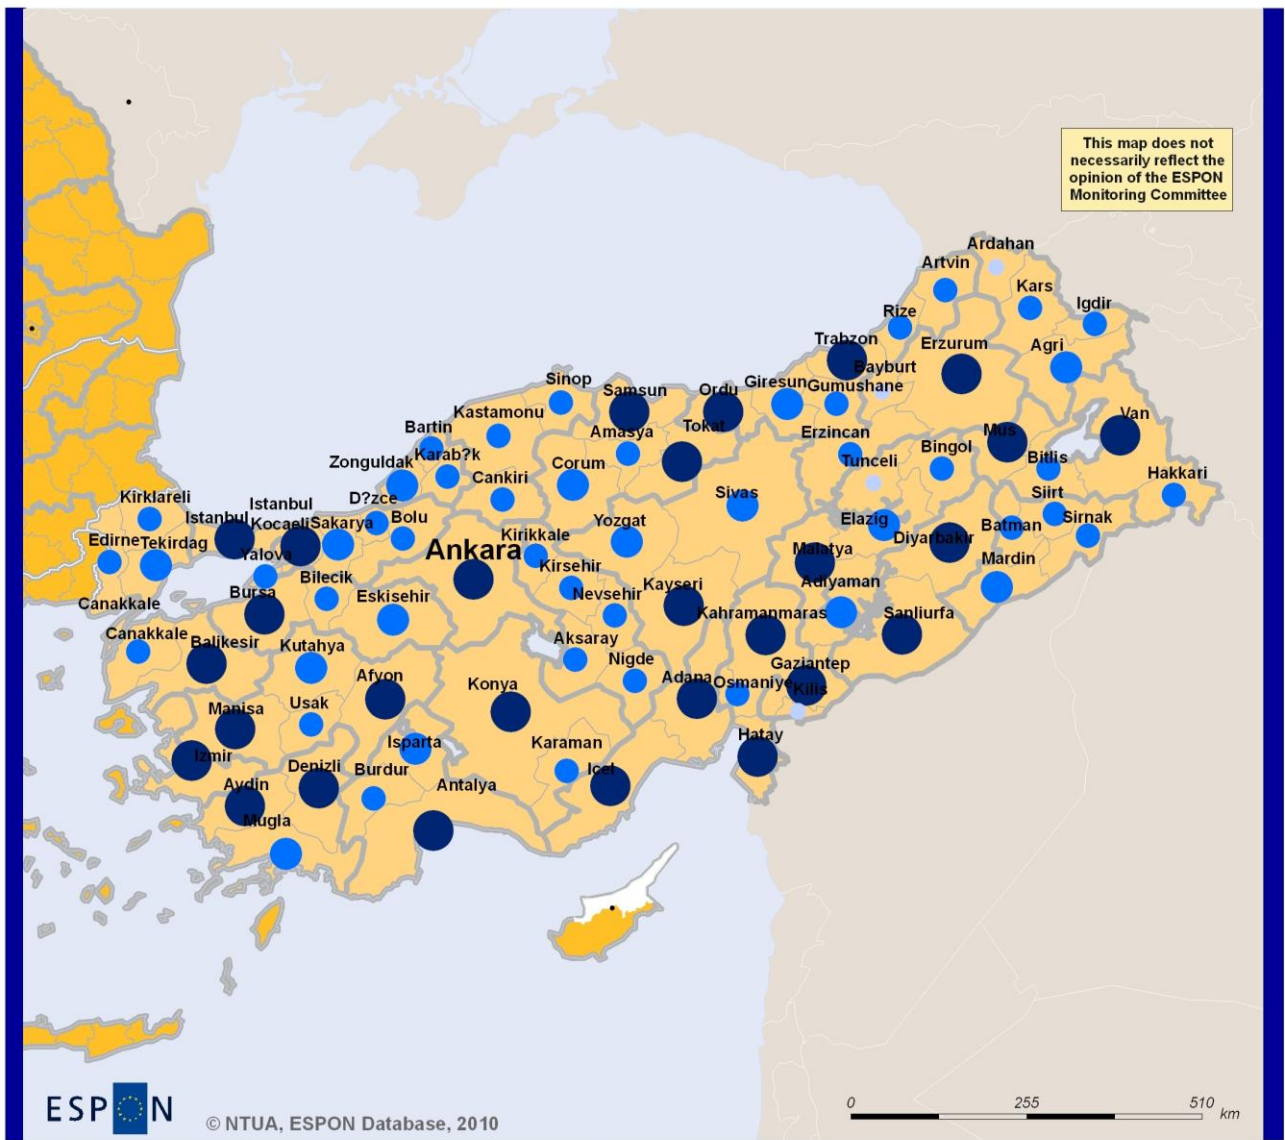 This map does not
necessarily reflect the
opinion of the ESPON
Monitoring Committee
Ardahan
Artvin
Kars
Igdir
Rize
Trabzon
Erzurum
Agri
Bayburt
Sinop
Samsun
Ordu
Giresun
Gumushane
Kastamonu
Van
Bartin
Amasya
Tokat
Erzincan
Mus
Bingol
Karab?k
Zonguldak
Corum
Tunceli
Bitlis
Cankiri
Hakkari
Kirklareli
D?zce
Istanbul
Sivas
Siirt
Istanbul
Kocaeli
Sakarya
Bolu
Kirikkale
Yozgat
Elazig
Batman
Sirnak
Edirne
Tekirdag
Ankara
Diyarbakir
Yalova
Malatya
Mardin
Kirsehir
Bilecik
Bursa
Eskisehir
Nevsehir
Kayseri
Adiyaman
Canakkale
Kahramanmaras
Sanliurfa
Canakkale
Balikesir
Kutahya
Aksaray
Nigde
Gaziantep
Afyon
Konya
Adana
Osmaniye
Kilis
Manisa
Usak
Isparta
Karaman
Hatay
Izmir
Denizli
Burdur
Icel
Aydin
Antalya
Mugla
ESPON
© NTUA, ESPON Database, 2010
0 255 510 km